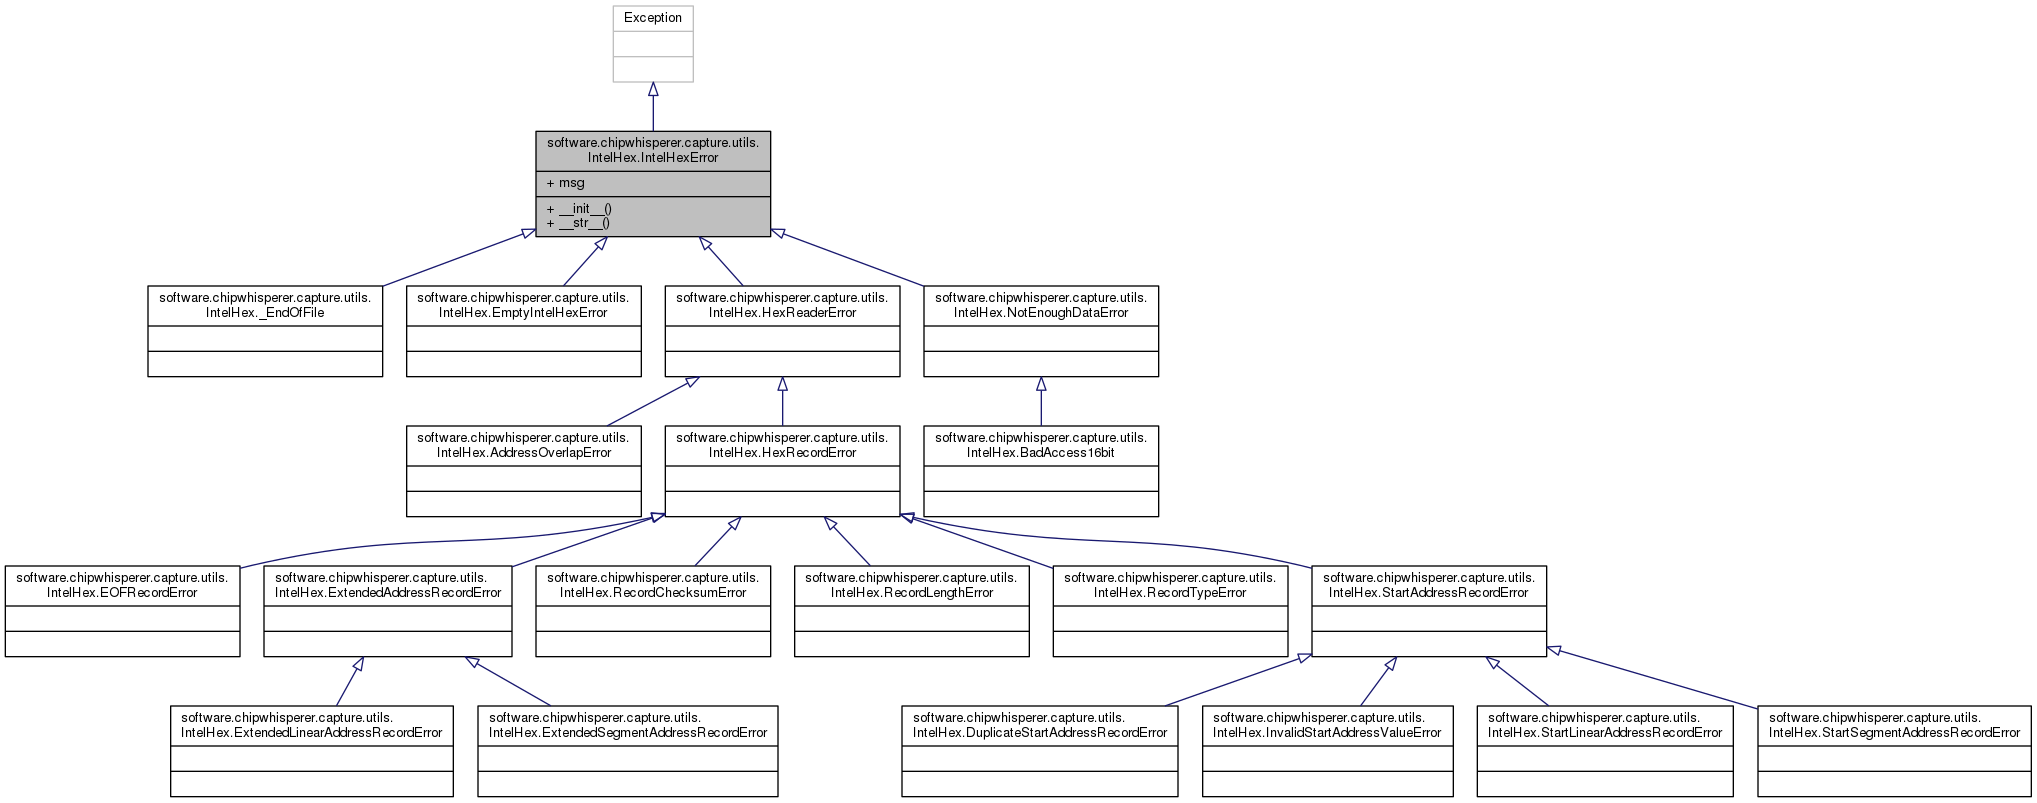 Exception
software.chipwhisperer.capture.utils.
IntelHex.IntelHexError
+ msg
+ __init__()
+ __str__()
software.chipwhisperer.capture.utils.
IntelHex._EndOfFile
software.chipwhisperer.capture.utils.
IntelHex.EmptyIntelHexError
software.chipwhisperer.capture.utils.
IntelHex.HexReaderError
software.chipwhisperer.capture.utils.
IntelHex.NotEnoughDataError
software.chipwhisperer.capture.utils.
IntelHex.AddressOverlapError
software.chipwhisperer.capture.utils.
IntelHex.HexRecordError
software.chipwhisperer.capture.utils.
IntelHex.BadAccess16bit
software.chipwhisperer.capture.utils.
IntelHex.EOFRecordError
software.chipwhisperer.capture.utils.
IntelHex.ExtendedAddressRecordError
software.chipwhisperer.capture.utils.
IntelHex.RecordChecksumError
software.chipwhisperer.capture.utils.
IntelHex.RecordLengthError
software.chipwhisperer.capture.utils.
IntelHex.RecordTypeError
software.chipwhisperer.capture.utils.
IntelHex.StartAddressRecordError
software.chipwhisperer.capture.utils.
IntelHex.ExtendedLinearAddressRecordError
software.chipwhisperer.capture.utils.
IntelHex.ExtendedSegmentAddressRecordError
software.chipwhisperer.capture.utils.
IntelHex.DuplicateStartAddressRecordError
software.chipwhisperer.capture.utils.
IntelHex.InvalidStartAddressValueError
software.chipwhisperer.capture.utils.
IntelHex.StartLinearAddressRecordError
software.chipwhisperer.capture.utils.
IntelHex.StartSegmentAddressRecordError